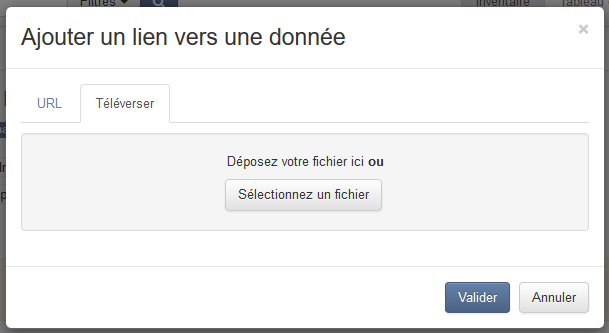 Filtres
Inventaire
Tableau
Ajouter un lien vers une donnée
×
URL
Téléverser
Déposez votre fichier ici ou
Sélectionnez un fichier
Valider
Annuler